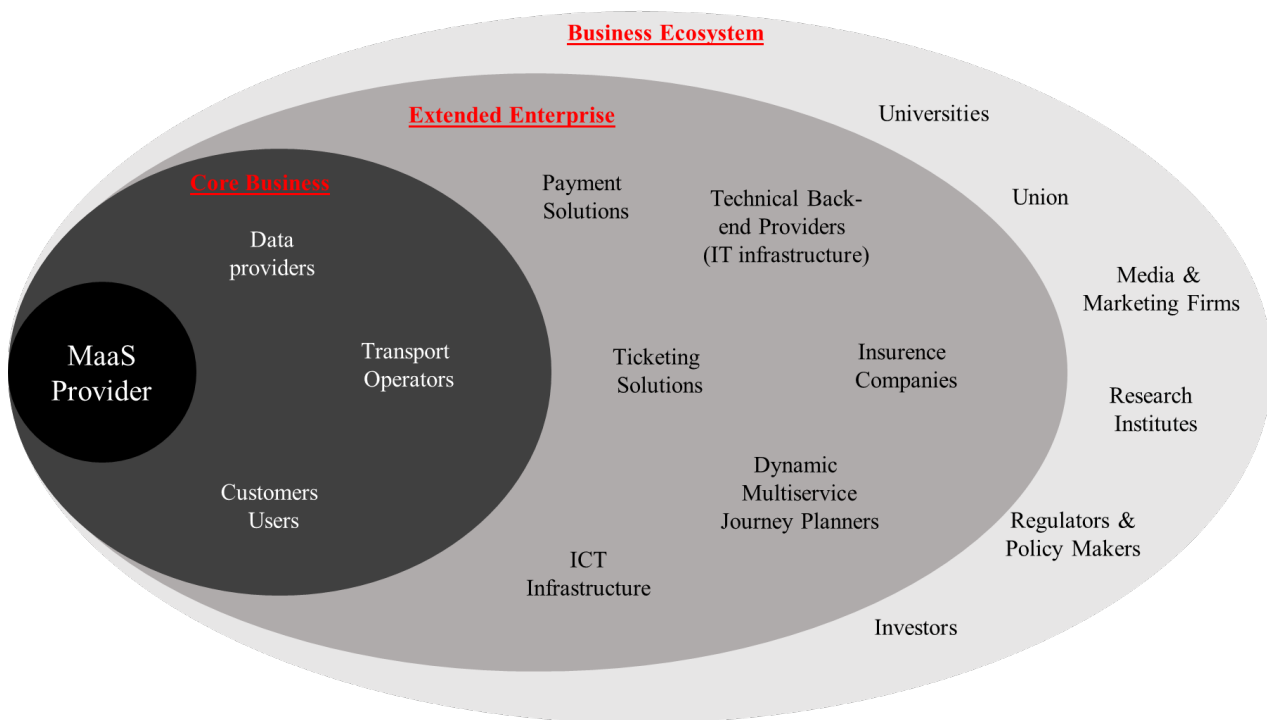 Business Ecosystem
Extended Enterprise
Core Business
MaaS
Provider
Data
providers
Transport
Operators
Customers
Users
Payment
Solutions
Technical Back-
end Providers
(IT infrastructure)
Ticketing
Solutions
Insurence
Companies
Dynamic
Multiservice
Journey Planners
ICT
Infrastructure
Universities
Union
Media &
Marketing Firms
Research
Institutes
Regulators &
Policy Makers
Investors